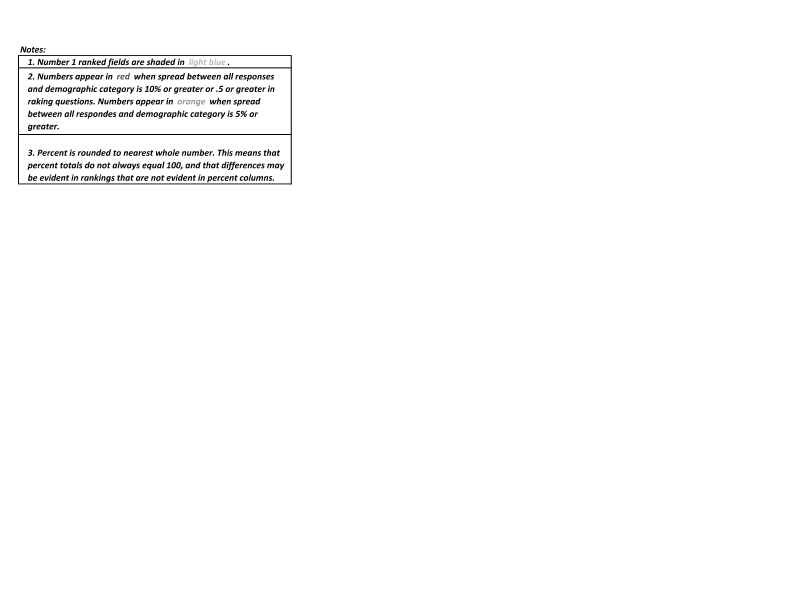 Notes:
1. Number 1 ranked fields are shaded in light blue .
2. Numbers appear in red when spread between all responses
and demographic category is 10% or greater or .5 or greater in
raking questions. Numbers appear in orange when spread
between all respondes and demographic category is 5% or
greater.
3. Percent is rounded to nearest whole number. This means that
percent totals do not always equal 100, and that differences may
be evident in rankings that are not evident in percent columns.